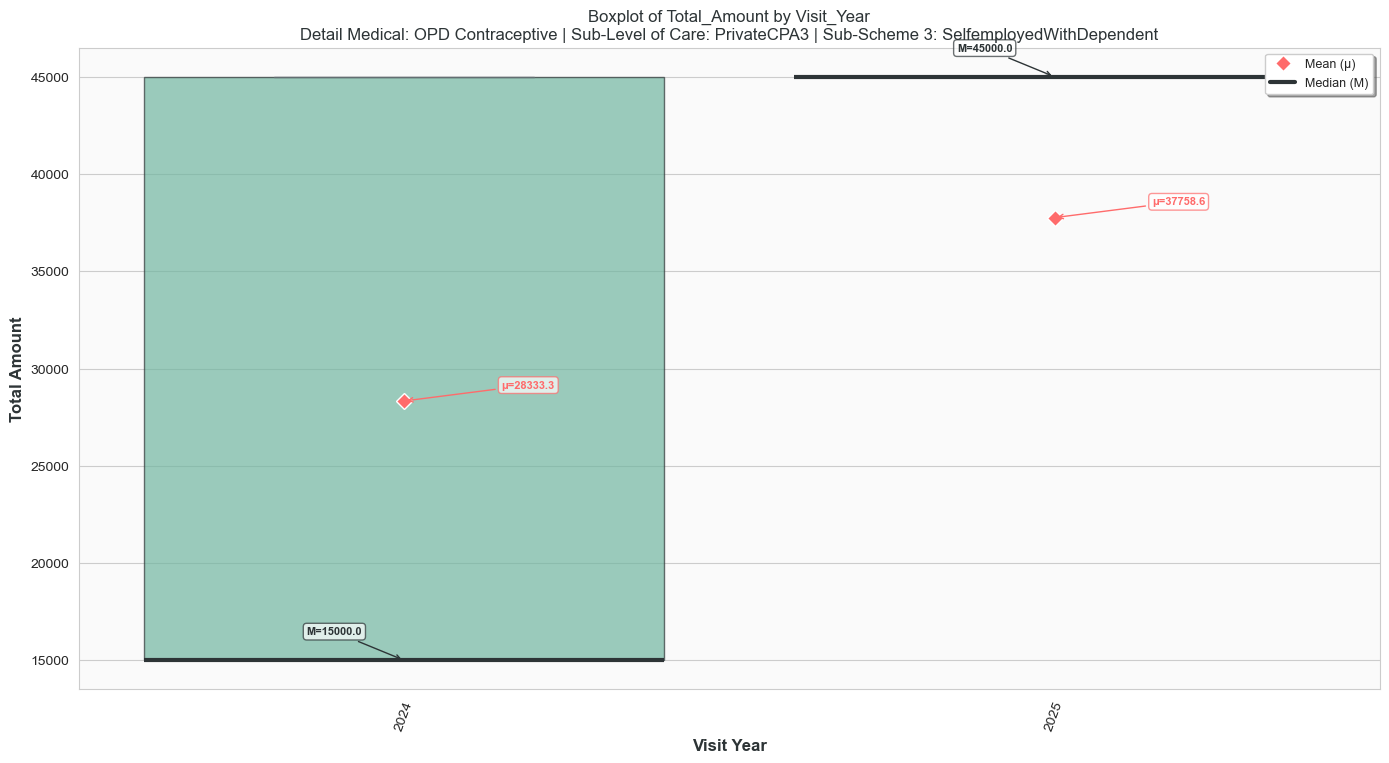 Boxplot of Total_Amount by Visit_Year
Detail Medical: OPD Contraceptive | Sub-Level of Care: PrivateCPA3 | Sub-Scheme 3: SelfemployedWithDependent
M=45000.0
Mean (μ)
Median (M)
45000
40000
μ=37758.6
35000
30000
μ=28333.3
25000
20000
M=15000.0
15000
Total Amount
2024
2025
Visit Year